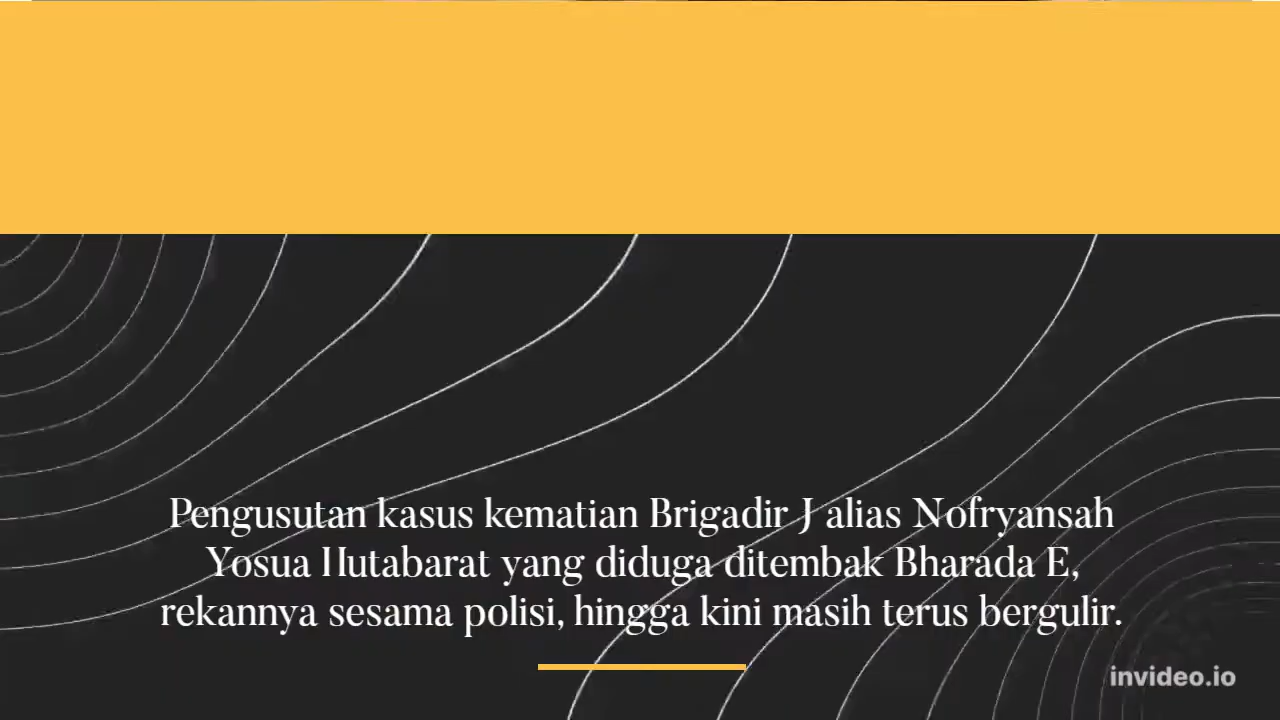 Pengusutan kasus kematian Brigadir J alias Nofryansah
Yosua Hutabarat yang diduga ditembak Bharada E,
rekannya sesama polisi, hingga kini masih terus bergulir.
invideo.io